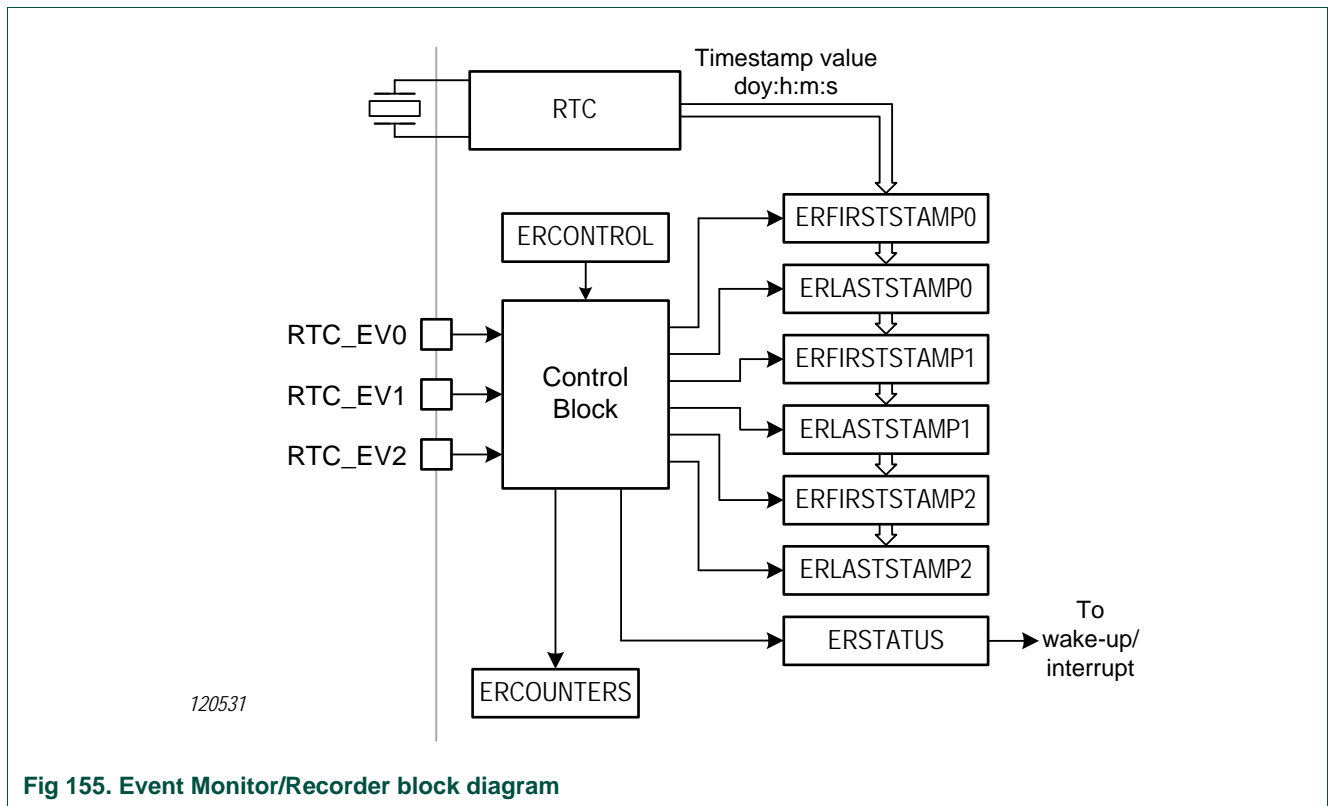 Timestamp value
doy:h:m:s
RTC
ERCONTROL
ERFIRSTSTAMP0
ERLASTSTAMP0
RTC_EV0
RTC_EV1
RTC_EV2
Control
Block
ERFIRSTSTAMP1
ERLASTSTAMP1
ERFIRSTSTAMP2
ERLASTSTAMP2
ERSTATUS
To
wake-up/
interrupt
ERCOUNTERS
120531
Fig 155. Event Monitor/Recorder block diagram